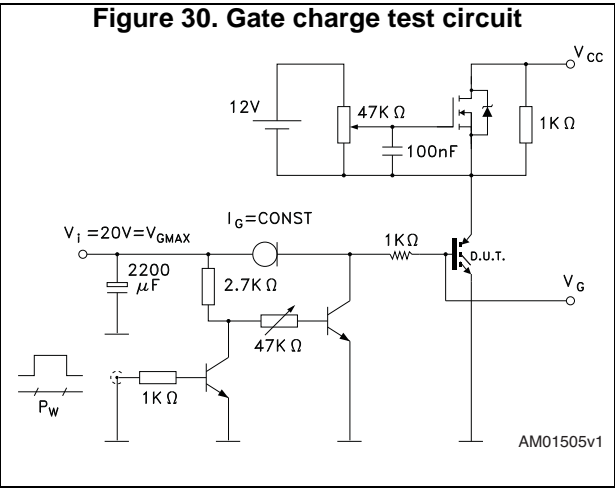 Figure 30. Gate charge test circuit
V CC
12V
47K Ω
1K Ω
100nF
I G =CONST
V i =20V=V GMAX
1KΩ
D.U.T.
2200
μF
2.7K Ω
V G
47K Ω
1K Ω
P W
AM01505v1